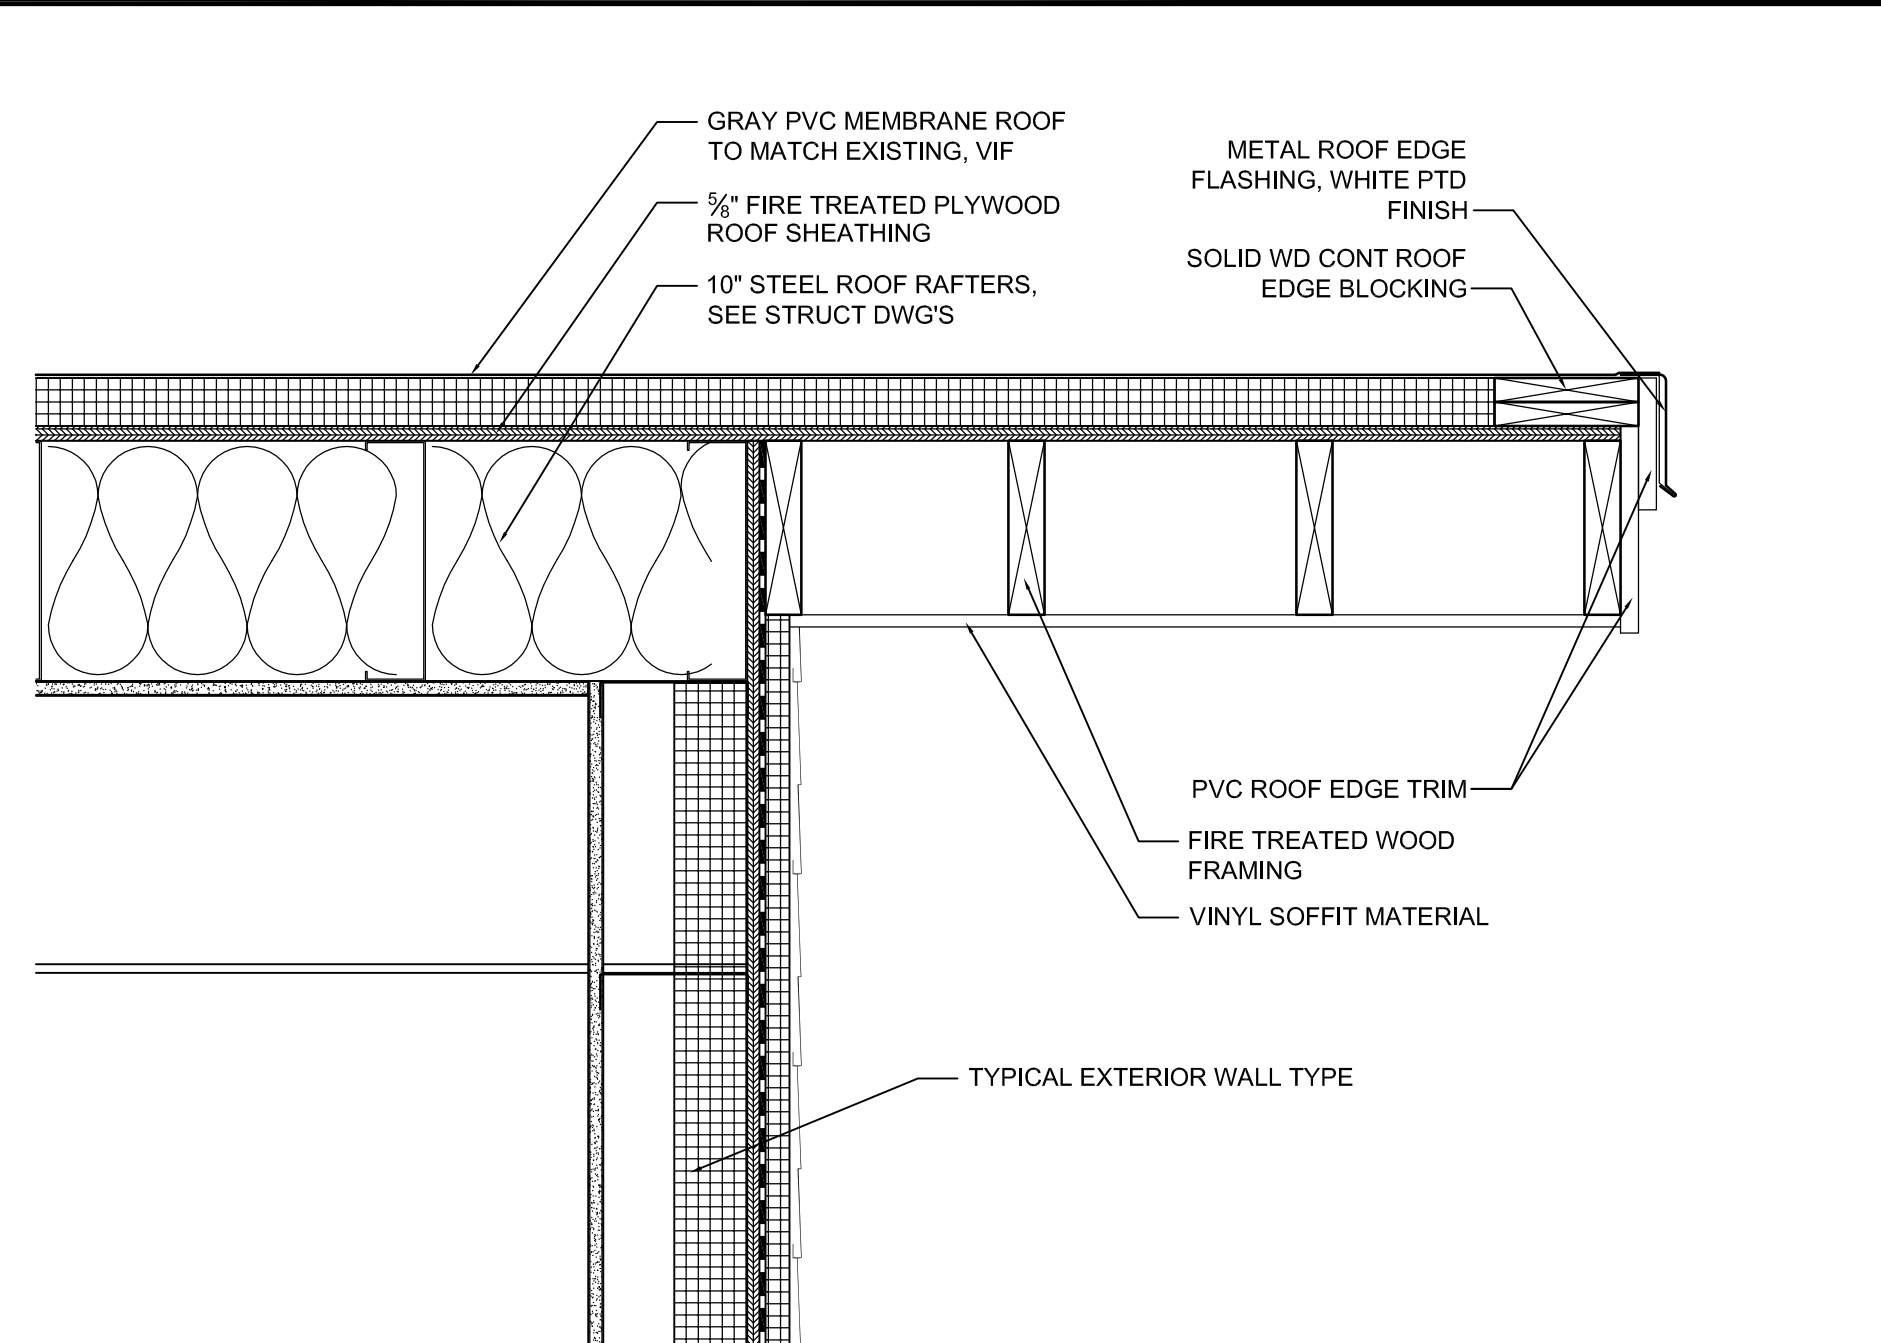 GRAY PVC MEMBRANE ROOF
TO MATCH EXISTING, VIF
⅝" FIRE TREATED PLYWOOD
ROOF SHEATHING
10" STEEL ROOF RAFTERS,
SEE STRUCT DWG'S
METAL ROOF EDGE
FLASHING, WHITE PTD
FINISH
SOLID WD CONT ROOF
EDGE BLOCKING
PVC ROOF EDGE TRIM
FIRE TREATED WOOD
FRAMING
VINYL SOFFIT MATERIAL
TYPICAL EXTERIOR WALL TYPE